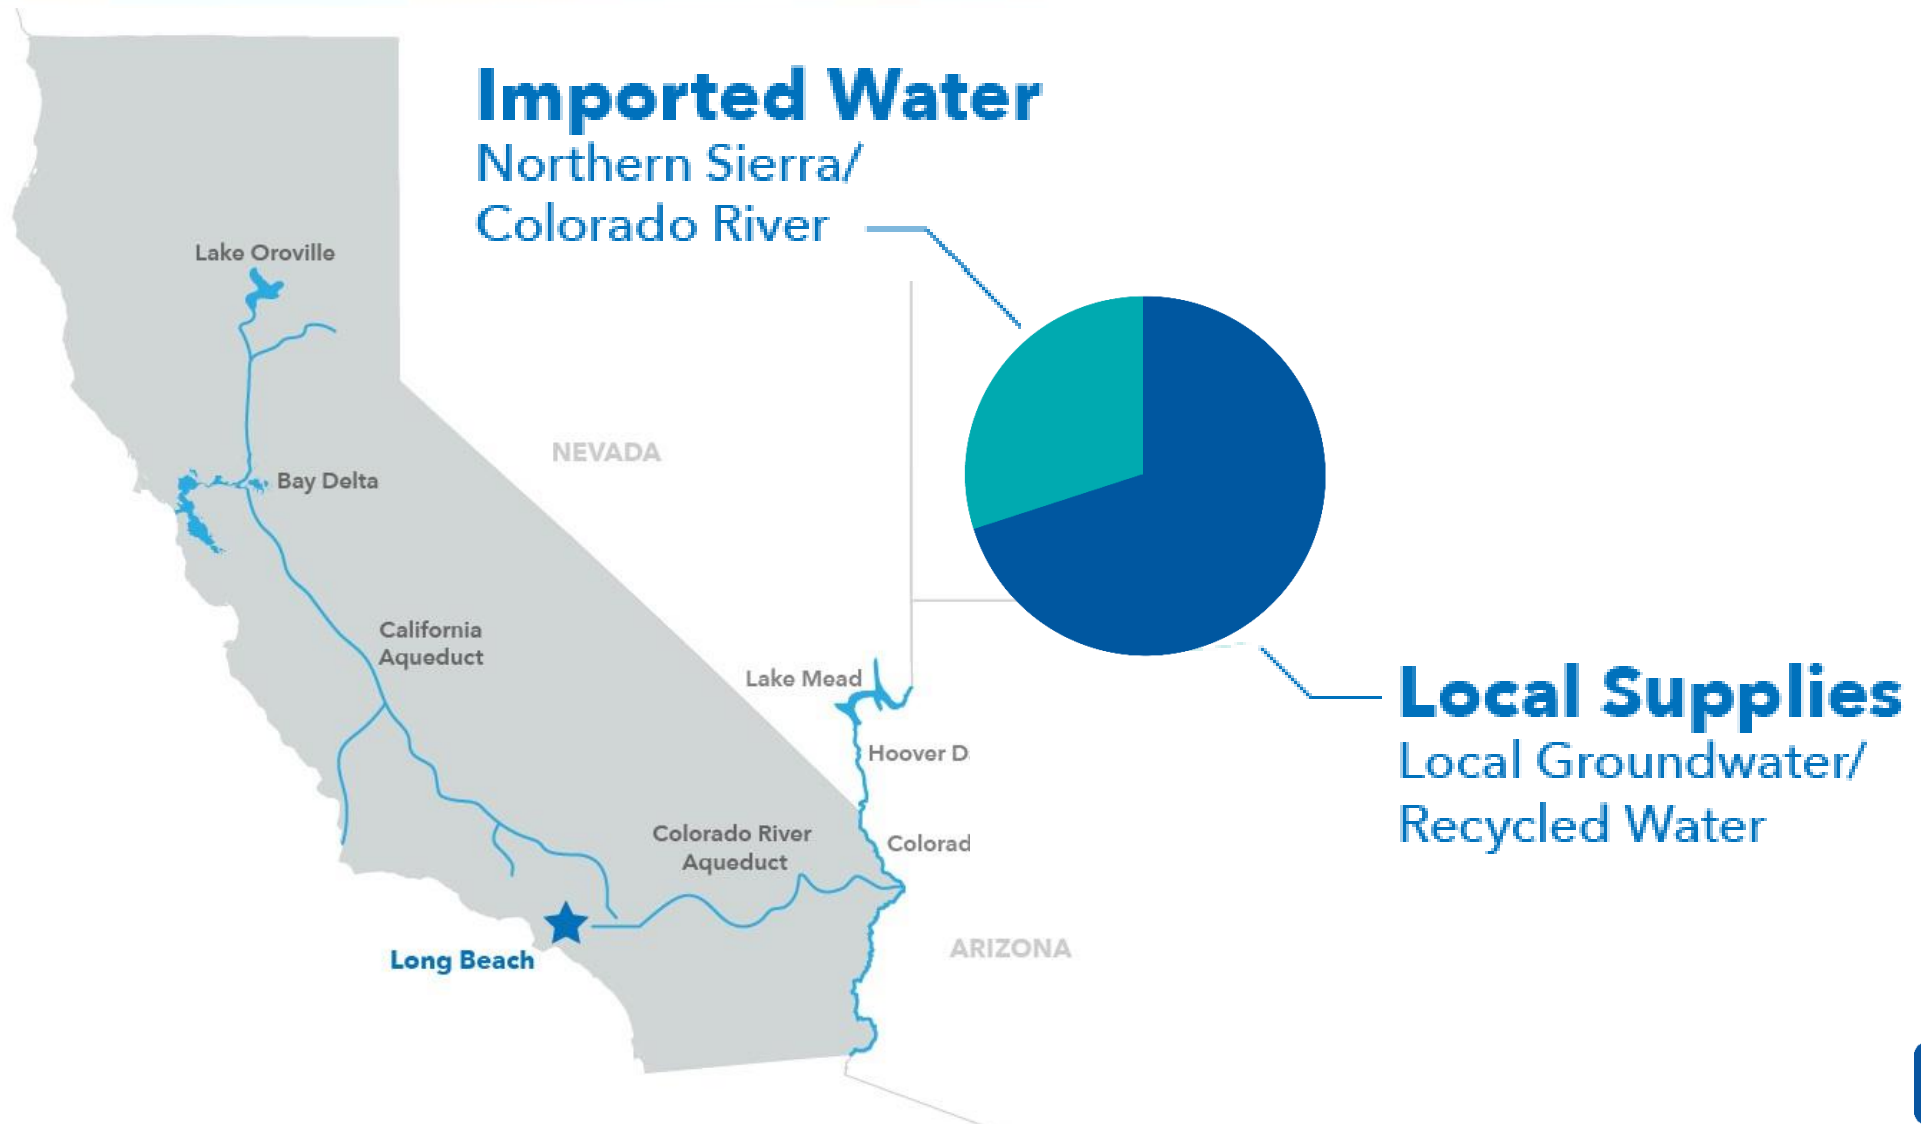 Imported Water
Northern Sierra/
Colorado River
Lake Oroville
NEVADA
Bay Delta
California
Aqueduct
Lake Mead
Local Supplies
Local Groundwater/
Recycled Water
Hoover D
Colorado River
Aqueduct
Colorad
Long Beach
ARIZONA